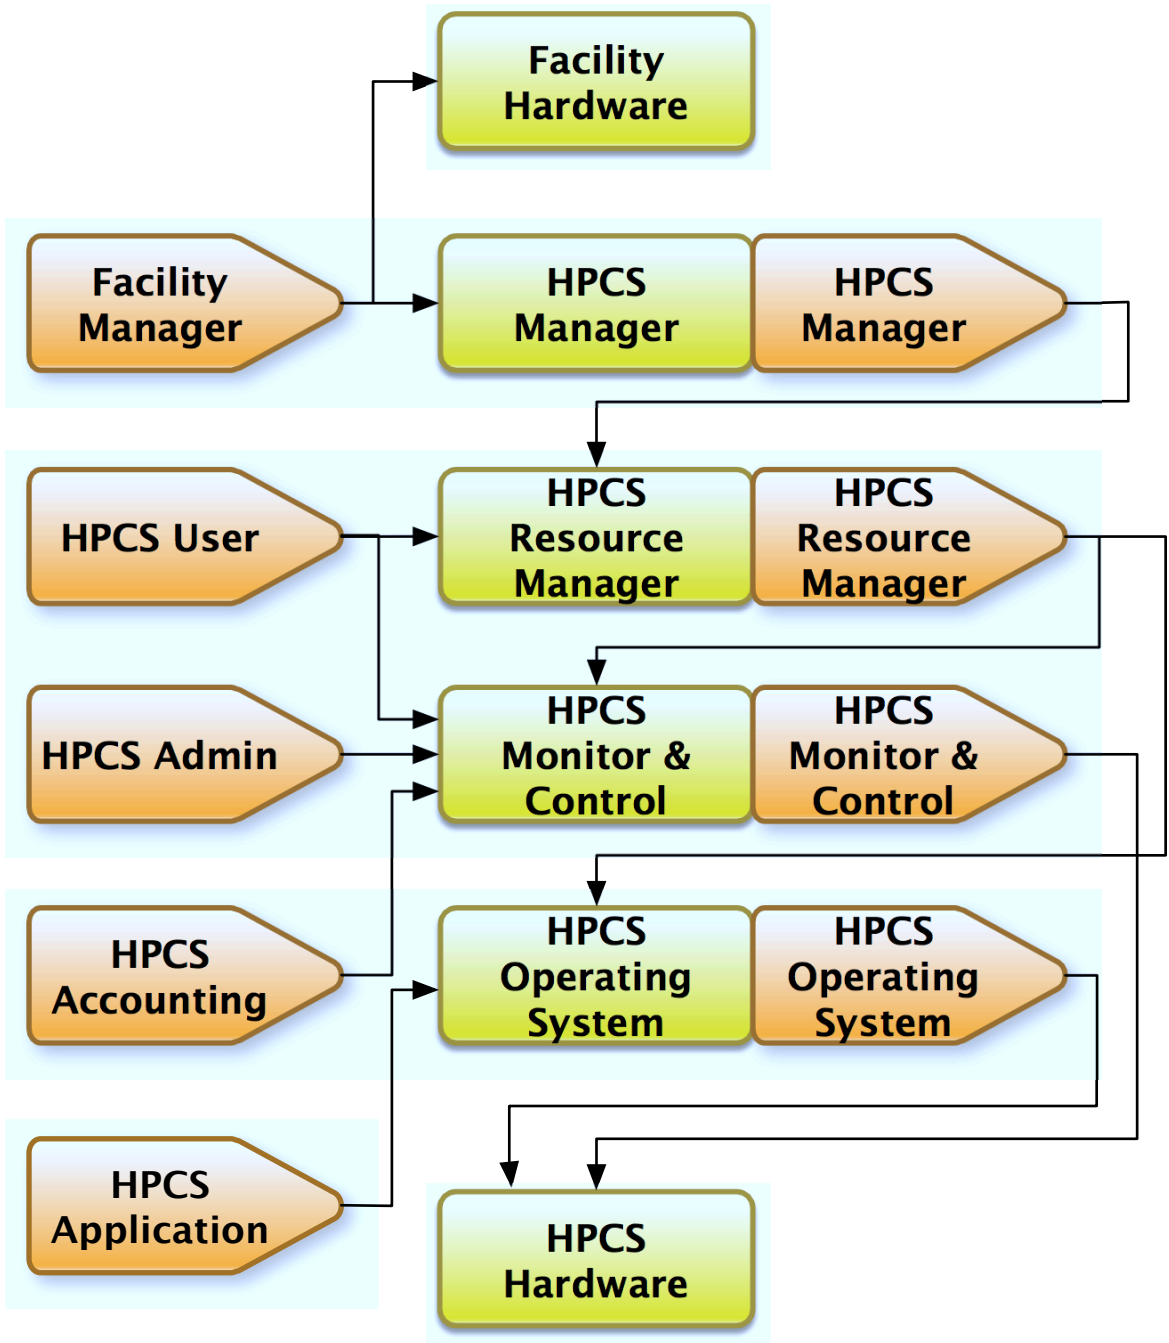 Facility
Hardware
Facility
Manager
HPCS
Manager
HPCS
Manager
HPCS User
HPCS
Resource
Manager
HPCS
Resource
Manager
HPCS Admin
HPCS
Monitor &
Control
HPCS
Monitor &
Control
HPCS
Accounting
HPCS
Operating
System
HPCS
Operating
System
HPCS
Application
HPCS
Hardware